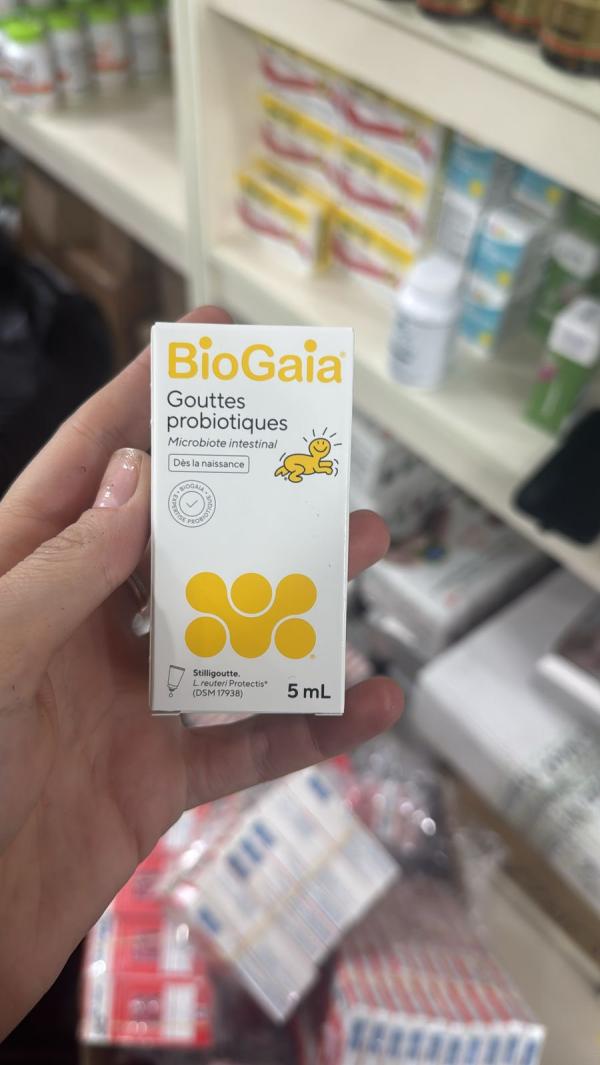 BioGaia®
Gouttes
probiotiques
Microbiote intestinal
Dès la naissance
• BIOGAIA •
EXPERTISE PROBIOTIQUE
Stilligoutte.
L. reuteri Protectis®
(DSM 17938)
5 mL